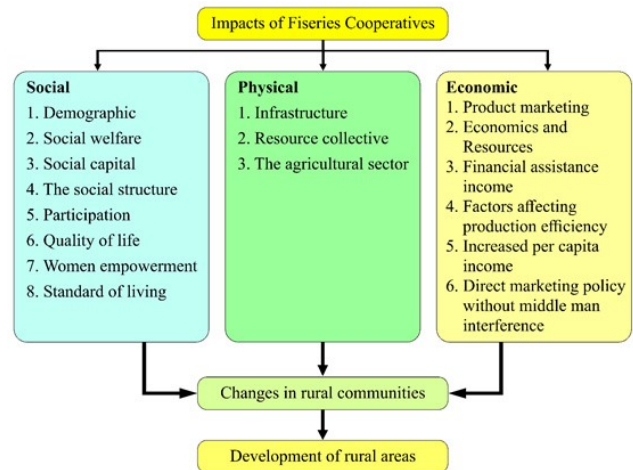 Impacts of Fiseries Cooperatives
Social
1. Demographic
2. Social welfare
3. Social capital
4. The social structure
5. Participation
6. Quality of life
7. Women empowerment
8. Standard of living
Physical
1. Infrastructure
2. Resource collective
3. The agricultural sector
Economic
1. Product marketing
2. Economics and
Resources
3. Financial assistance
income
4. Factors affecting
production efficiency
5. Increased per capita
income
6. Direct marketing policy
without middle man
interference
Changes in rural communities
Development of rural areas